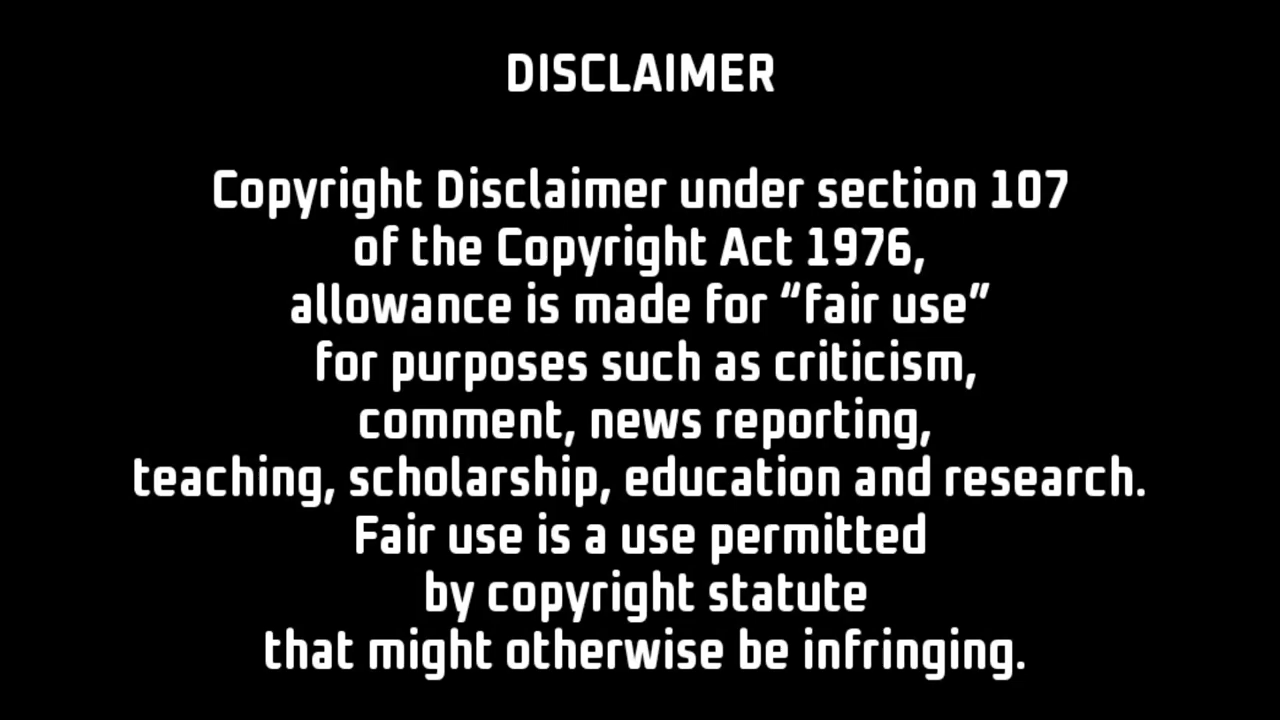 DISCLAIMER
Copyright Disclaimer under section 107
of the Copyright Act 1976,
allowance is made for “fair use”
for purposes such as criticism,
comment, news reporting,
teaching, scholarship, education and research.
Fair use is a use permitted
by copyright statute
that might otherwise be infringing.